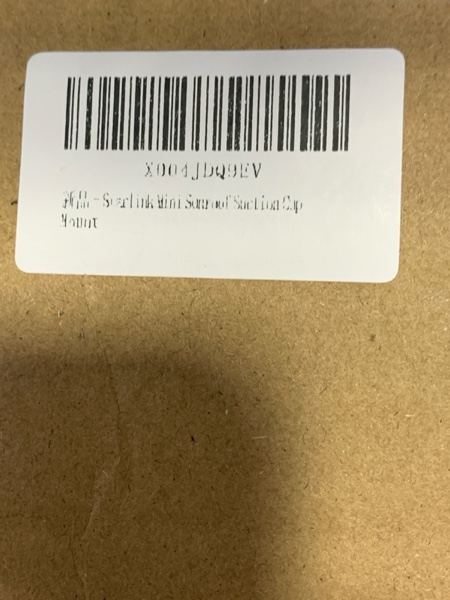 X004JDQ9EV
新品 - Starlink Mini Sunroof Suction Cup
Mount